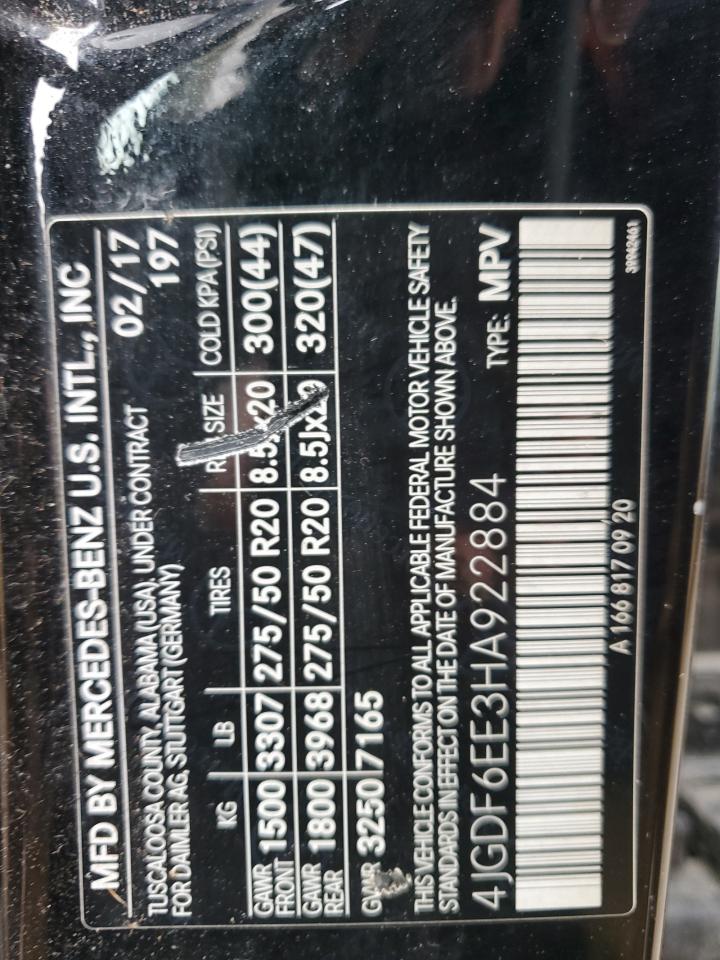 MFD BY MERCEDES-BENZ U.S. INTL., INC
TUSCALOOSA COUNTY, ALABAMA (USA), UNDER CONTRACT 02/17
FOR DAIMLER AG, STUTTGART (GERMANY) 197
KG LB TIRES SIZE COLD KPA(PSI)
GAWR FRONT 1500 3307 275/50 R20 8.5Jx20 300(44)
GAWR REAR 1800 3968 275/50 R20 8.5Jx20 320(47)
GVWR 3250 7165
THIS VEHICLE CONFORMS TO ALL APPLICABLE FEDERAL MOTOR VEHICLE SAFETY
STANDARDS IN EFFECT ON THE DATE OF MANUFACTURE SHOWN ABOVE.
4JGDF6EE3HA922884 TYPE: MPV
A 166 817 09 20
39942461